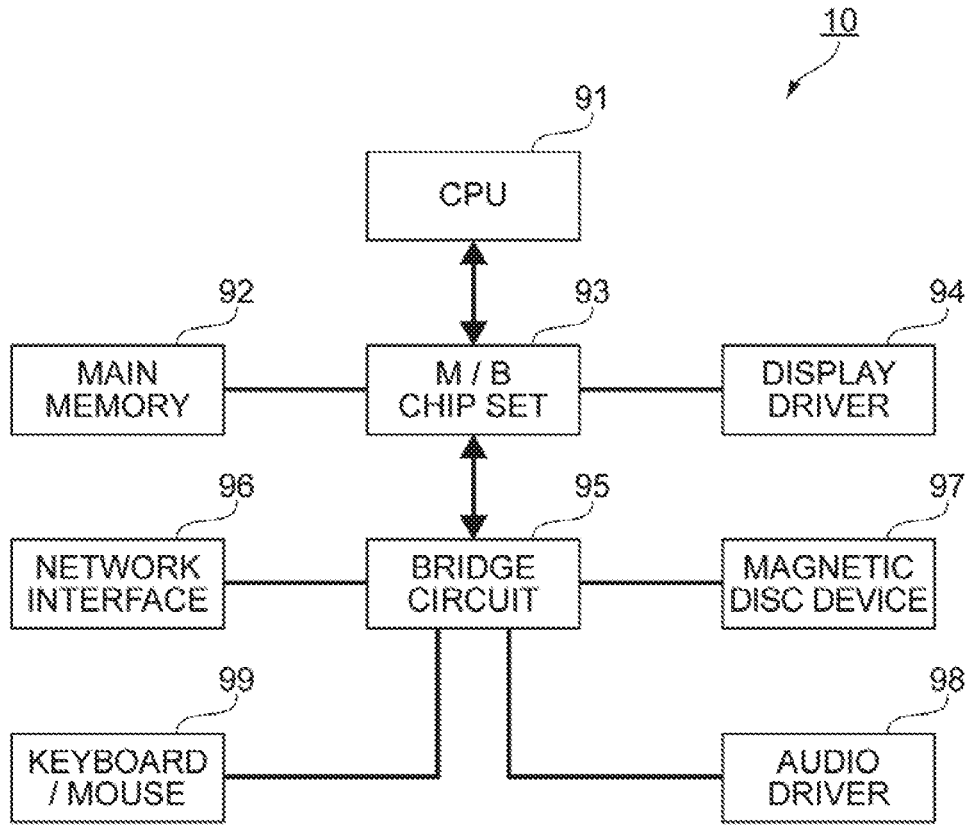 10
91
CPU
92
93
94
MAIN
MEMORY
M / B
CHIP SET
DISPLAY
DRIVER
96
95
97
NETWORK
INTERFACE
BRIDGE
CIRCUIT
MAGNETIC
DISC DEVICE
99
98
KEYBOARD
/ MOUSE
AUDIO
DRIVER